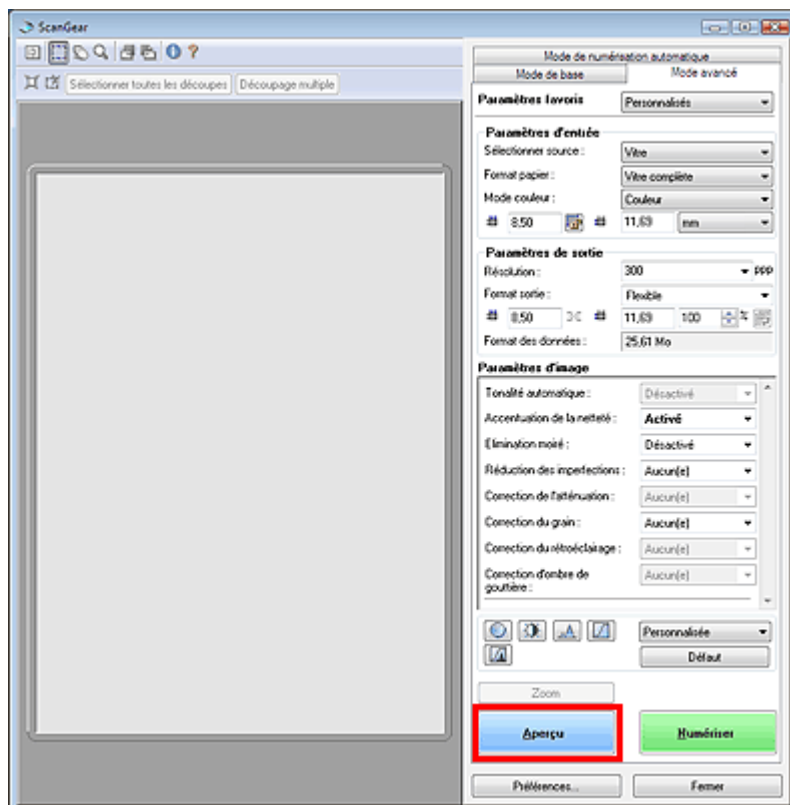 ScanGear
Sélectionner toutes les découpes Découpage multiple
Mode de numérisation automatique
Mode de base Mode avancé
Paramètres favoris Personnalisés
Paramètres d'entrée
Sélectionner source : Vitre
Format papier : Vitre complète
Mode couleur : Couleur
8,50 11,69 mm
Paramètres de sortie
Résolution : 300 ppp
Format sortie : Flexible
8,50 11,69 100 %
Format des données : 25,61 Mo
Paramètres d'image
Tonalité automatique : Désactivé
Accentuation de la netteté : Activé
Elimination moiré : Désactivé
Réduction des imperfections : Aucun(e)
Correction de l'atténuation : Aucun(e)
Correction du grain : Aucun(e)
Correction du rétroéclairage : Aucun(e)
Correction d'ombre de Aucun(e)
gouttière :
Personnalisée
Défaut
Zoom
Aperçu Numériser
Préférences... Fermer